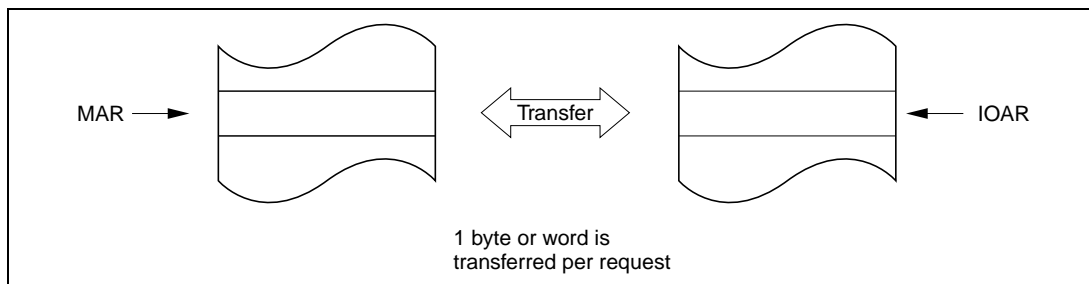 MAR
Transfer
IOAR
1 byte or word is
transferred per request